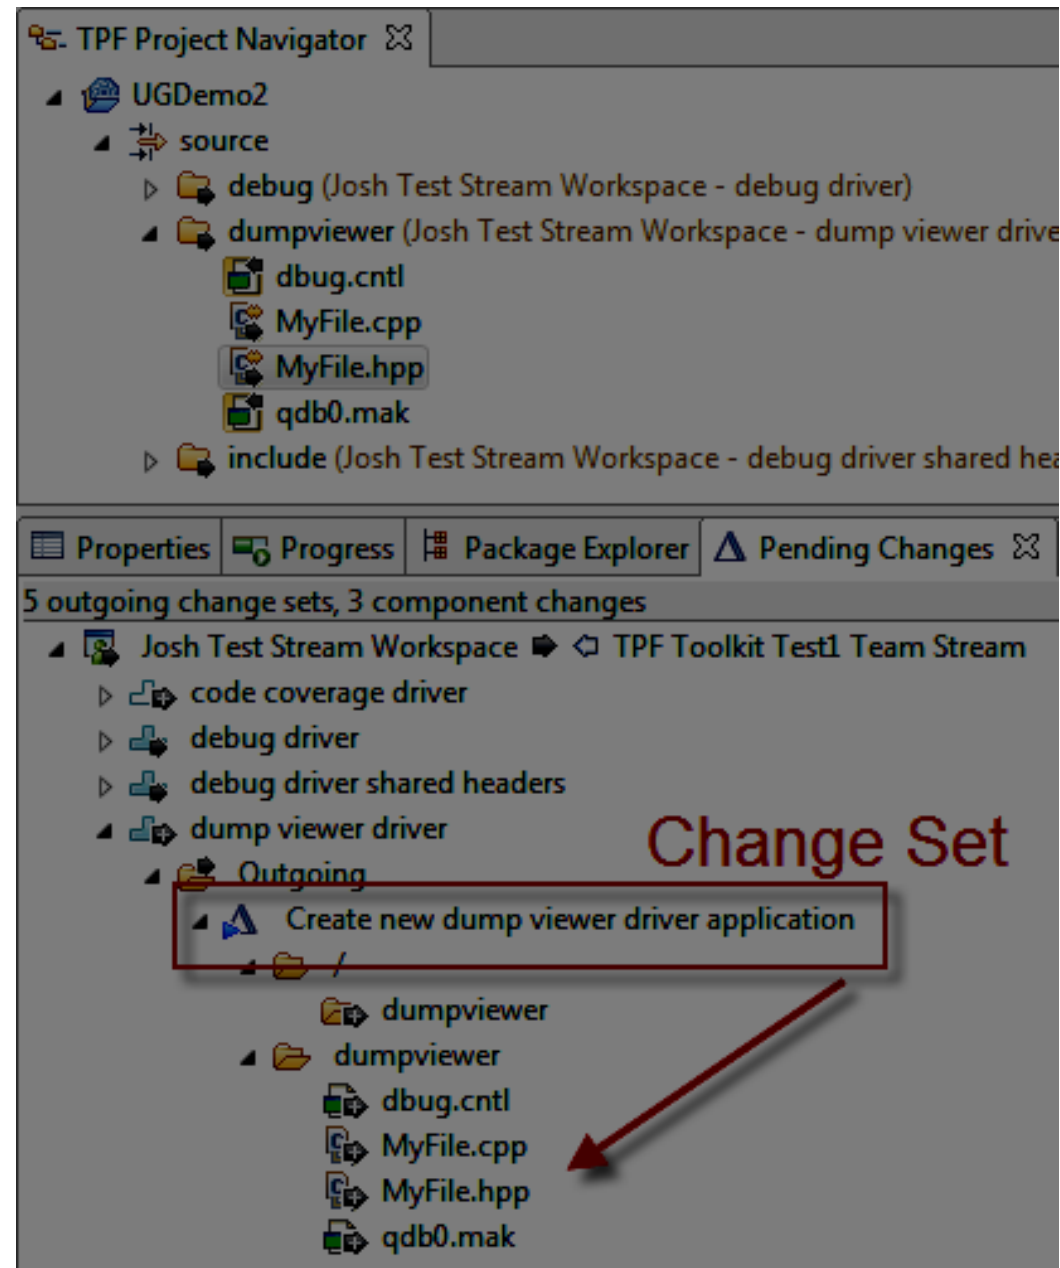 TPF Project Navigator
UGDemo2
source
debug (Josh Test Stream Workspace - debug driver)
dumpviewer (Josh Test Stream Workspace - dump viewer drive
dbug.cntl
MyFile.cpp
MyFile.hpp
qdb0.mak
include (Josh Test Stream Workspace - debug driver shared hea
Properties Progress Package Explorer Pending Changes
5 outgoing change sets, 3 component changes
Josh Test Stream Workspace TPF Toolkit Test1 Team Stream
code coverage driver
debug driver
debug driver shared headers
dump viewer driver
Change Set
Outgoing
Create new dump viewer driver application
/
dumpviewer
dumpviewer
dbug.cntl
MyFile.cpp
MyFile.hpp
qdb0.mak